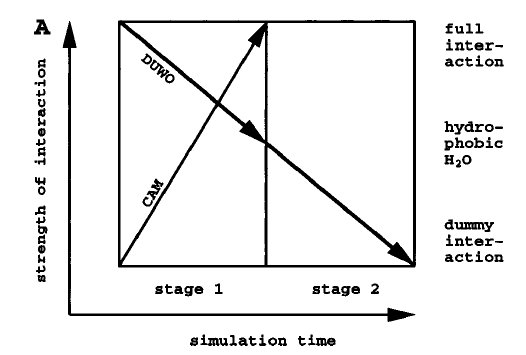 A
full
inter-
action
DUWO
strength of interaction
hydro-
phobic
H₂O
CAM
dummy
inter-
action
stage 1
stage 2
simulation time